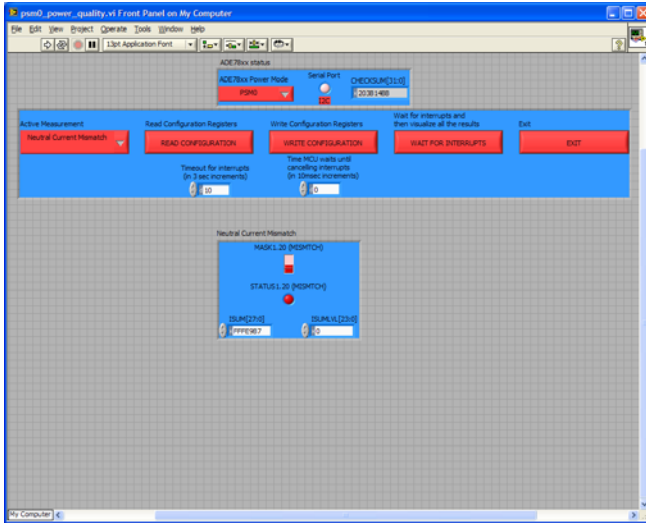 psm0_power_quality.vi Front Panel on My Computer
File Edit View Project Operate Tools Window Help
13pt Application Font
ADE78xx status
ADE78xx Power Mode
Serial Port
CHECKSUM[31:0]
PSM0
I2C
203B14BB
Active Measurement
Read Configuration Registers
Write Configuration Registers
Wait for interrupts and
then visualize all the results
Exit
Neutral Current Mismatch
READ CONFIGURATION
WRITE CONFIGURATION
WAIT FOR INTERRUPTS
EXIT
Timeout for interrupts
(in 3 sec increments)
10
Time MCU waits until
cancelling interrupts
(in 10msec increments)
0
Neutral Current Mismatch
MASK1.20 (MISMTCH)
STATUS1.20 (MISMTCH)
ISUM[27:0]
ISUMLVL[23:0]
FFFE9B7
0
My Computer